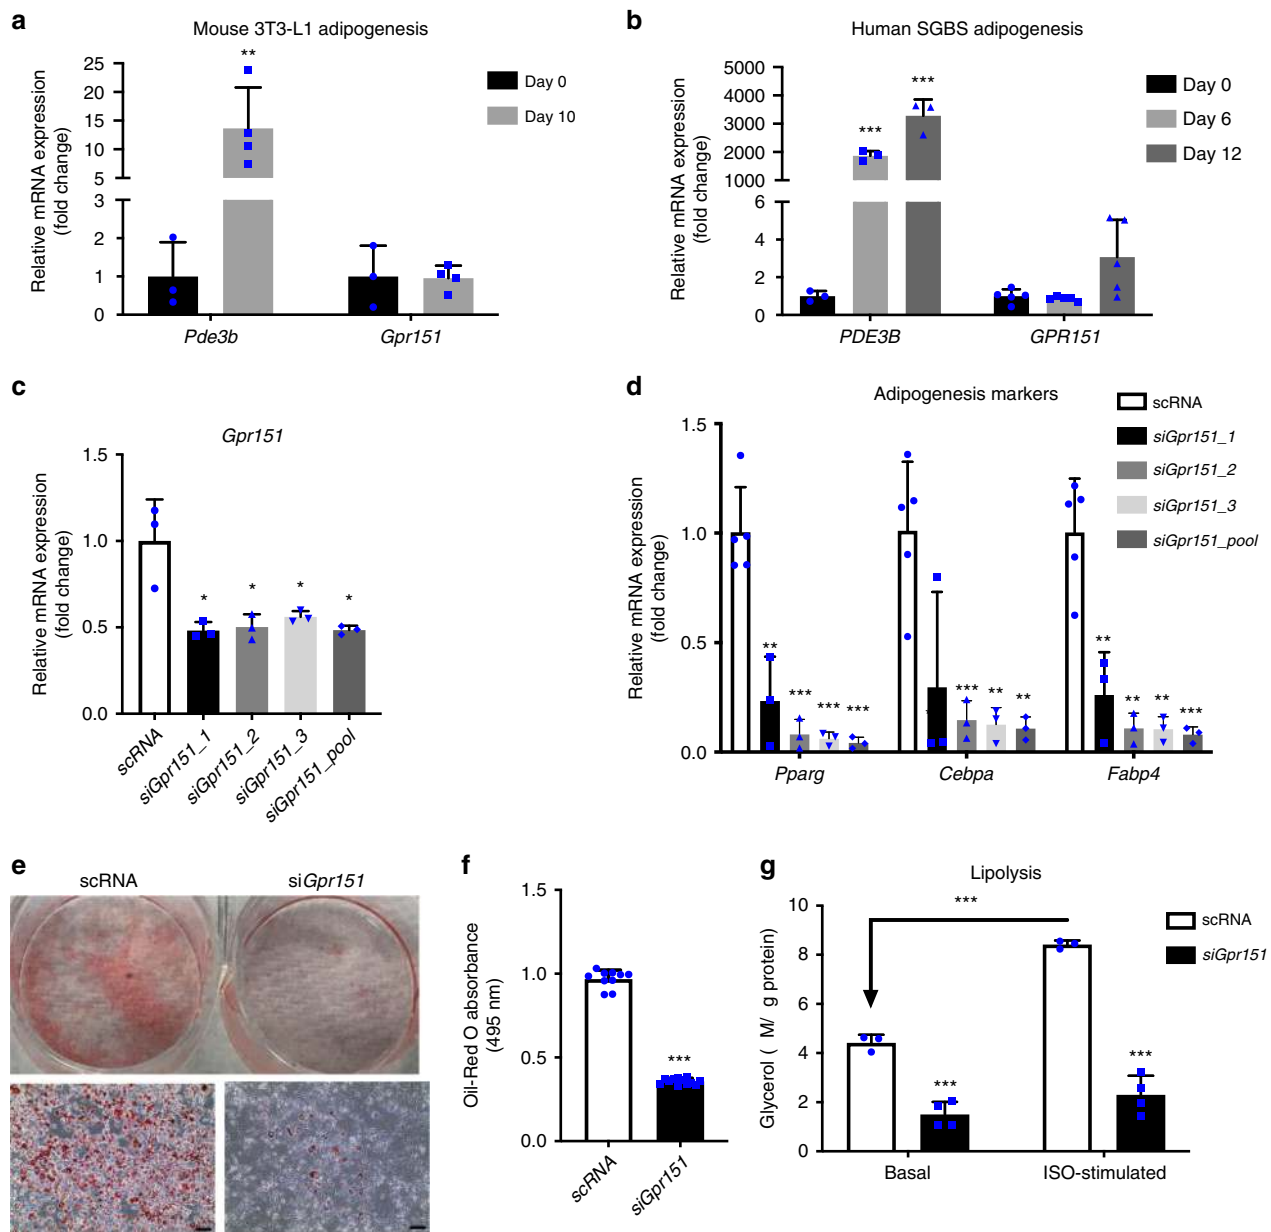 a
Mouse 3T3-L1 adipogenesis
Relative mRNA expression
(fold change)
25
20
15
10
5
3
2
1
0
**
Pde3b
Gpr151
Day 0
Day 10
b
Human SGBS adipogenesis
Relative mRNA expression
(fold change)
5000
4000
3000
2000
1000
6
4
2
0
***
***
PDE3B
GPR151
Day 0
Day 6
Day 12
c
Gpr151
Relative mRNA expression
(fold change)
1.5
1.0
0.5
0.0
*
*
*
*
scRNA
siGpr151_1
siGpr151_2
siGpr151_3
siGpr151_pool
d
Adipogenesis markers
Relative mRNA expression
(fold change)
1.5
1.0
0.5
0.0
**
***
***
***
***
**
**
**
**
**
***
Pparg
Cebpa
Fabp4
scRNA
siGpr151_1
siGpr151_2
siGpr151_3
siGpr151_pool
e
scRNA
siGpr151
f
Oil-Red O absorbance
(495 nm)
1.5
1.0
0.5
0.0
***
scRNA
siGpr151
g
Lipolysis
Glycerol ( M/ g protein)
10
8
6
4
2
0
***
***
***
Basal
ISO-stimulated
scRNA
siGpr151